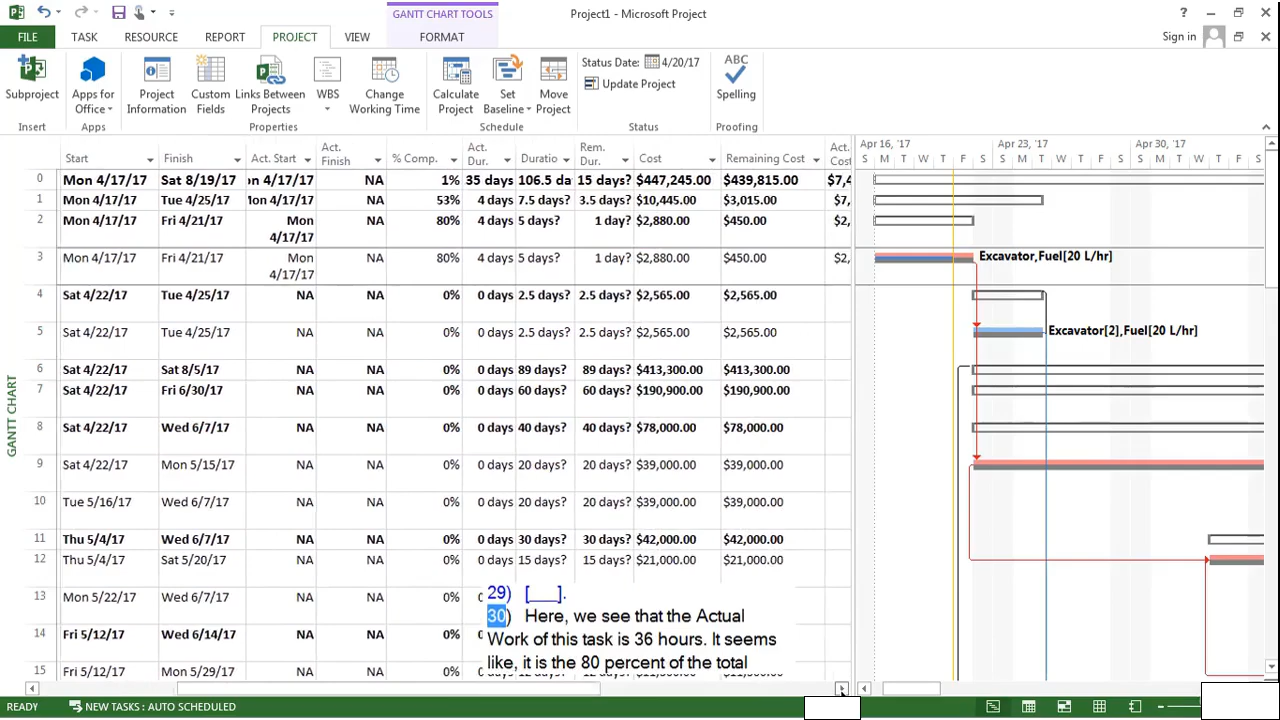 GANTT CHART TOOLS
Project1 - Microsoft Project
?
FILE TASK RESOURCE REPORT PROJECT VIEW FORMAT
Sign in
Subproject
Apps for Office
Project Information
Custom Fields
Links Between Projects
WBS
Change Working Time
Calculate Project
Set Baseline
Move Project
Status Date: 4/20/17
Update Project
ABC
Spelling
Insert Apps Properties Schedule Status Proofing
Start Finish Act. Start Act. Finish % Comp. Act. Dur. Duratio Rem. Dur. Cost Remaining Cost Act. Cost
Apr 16, '17 Apr 23, '17 Apr 30, '17
S M T W T F S S M T W T F S S M T W T F S
0 Mon 4/17/17 Sat 8/19/17 on 4/17/17 NA 1% 35 days 106.5 da 15 days? $447,245.00 $439,815.00 $7,4
1 Mon 4/17/17 Tue 4/25/17 Mon 4/17/17 NA 53% 4 days 7.5 days? 3.5 days? $10,445.00 $3,015.00 $7,
2 Mon 4/17/17 Fri 4/21/17 Mon 4/17/17 NA 80% 4 days 5 days? 1 day? $2,880.00 $450.00 $2,
3 Mon 4/17/17 Fri 4/21/17 Mon 4/17/17 NA 80% 4 days 5 days? 1 day? $2,880.00 $450.00 $2,
Excavator,Fuel[20 L/hr]
4 Sat 4/22/17 Tue 4/25/17 NA NA 0% 0 days 2.5 days? 2.5 days? $2,565.00 $2,565.00
5 Sat 4/22/17 Tue 4/25/17 NA NA 0% 0 days 2.5 days? 2.5 days? $2,565.00 $2,565.00
Excavator[2],Fuel[20 L/hr]
6 Sat 4/22/17 Sat 8/5/17 NA NA 0% 0 days 89 days? 89 days? $413,300.00 $413,300.00
7 Sat 4/22/17 Fri 6/30/17 NA NA 0% 0 days 60 days? 60 days? $190,900.00 $190,900.00
8 Sat 4/22/17 Wed 6/7/17 NA NA 0% 0 days 40 days? 40 days? $78,000.00 $78,000.00
9 Sat 4/22/17 Mon 5/15/17 NA NA 0% 0 days 20 days? 20 days? $39,000.00 $39,000.00
10 Tue 5/16/17 Wed 6/7/17 NA NA 0% 0 days 20 days? 20 days? $39,000.00 $39,000.00
11 Thu 5/4/17 Wed 6/7/17 NA NA 0% 0 days 30 days? 30 days? $42,000.00 $42,000.00
12 Thu 5/4/17 Sat 5/20/17 NA NA 0% 0 days 15 days? 15 days? $21,000.00 $21,000.00
13 Mon 5/22/17 Wed 6/7/17 NA NA 0%
14 Fri 5/12/17 Wed 6/14/17 NA NA 0%
15 Fri 5/12/17 Mon 5/29/17 NA NA 0%
29) [___].
30) Here, we see that the Actual
Work of this task is 36 hours. It seems
like, it is the 80 percent of the total
GANTT CHART
READY NEW TASKS : AUTO SCHEDULED